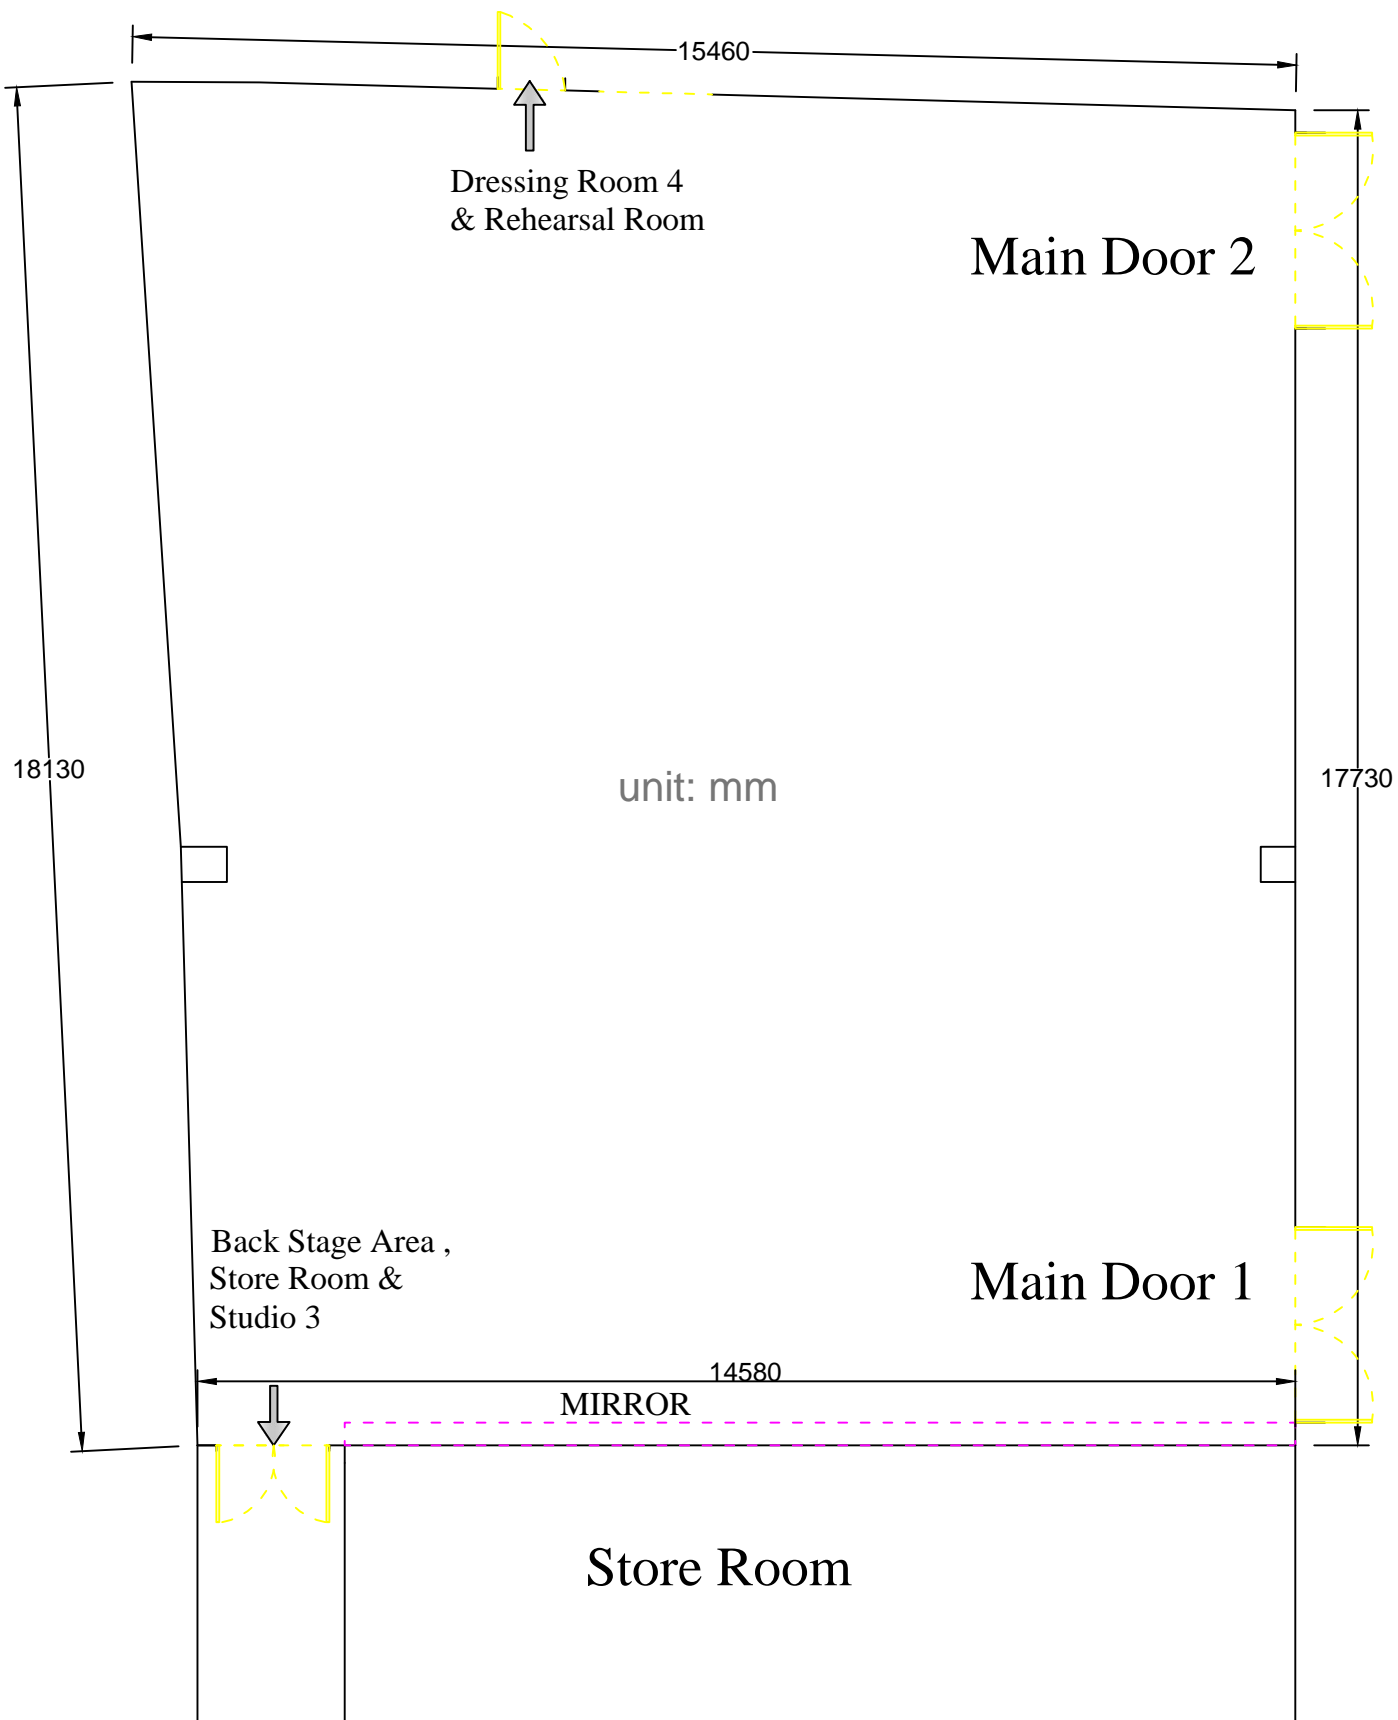 15460
Dressing Room 4
& Rehearsal Room
Main Door 2
18130
unit: mm
17730
Back Stage Area ,
Store Room &
Studio 3
Main Door 1
14580
MIRROR
Store Room